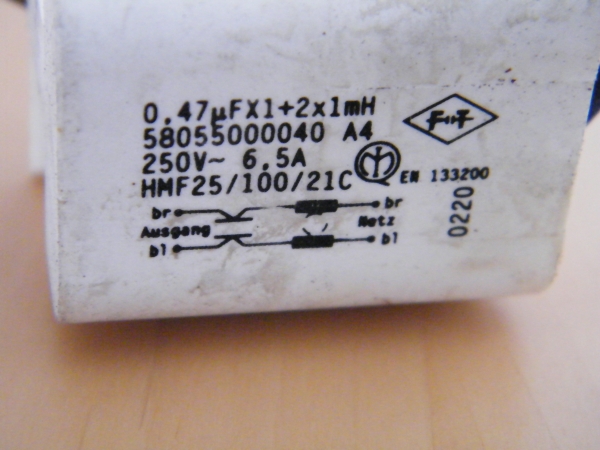 0.47µFX1+2x1mH
58055000040 A4
250V~ 6.5A
HMF25/100/21C
EN 133200
0220
br br
Ausgang Netz
bl bl